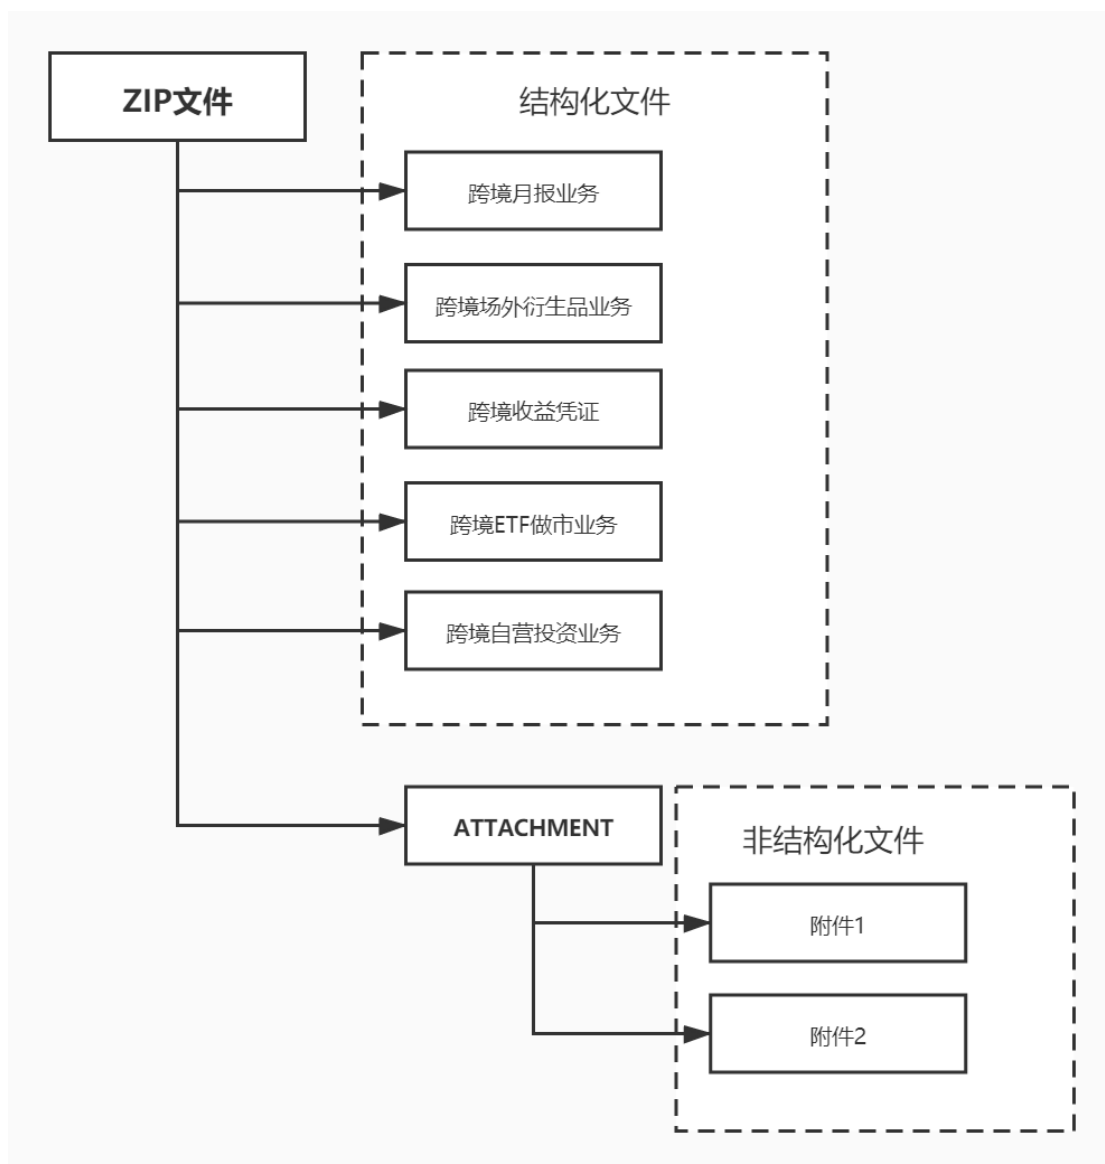 ZIP文件
结构化文件
跨境月报业务
跨境场外衍生品业务
跨境收益凭证
跨境ETF做市业务
跨境自营投资业务
ATTACHMENT
非结构化文件
附件1
附件2